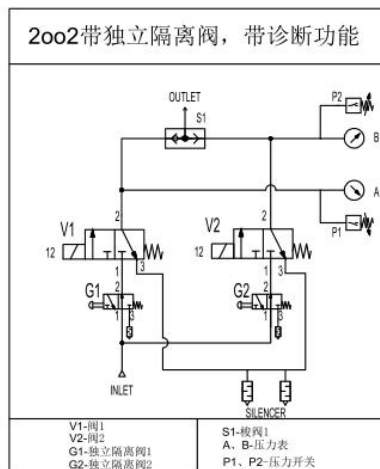 2oo2带独立隔离阀，带诊断功能
P2
OUTLET
S1
B
A
P1
2
2
V1
V2
12
12
1
3
1
3
G1
2
G2
2
1
3
1
3
INLET
SILENCER
V1-阀1
V2-阀2
G1-独立隔离阀1
G2-独立隔离阀2
S1-梭阀1
A、B-压力表
P1、P2-压力开关